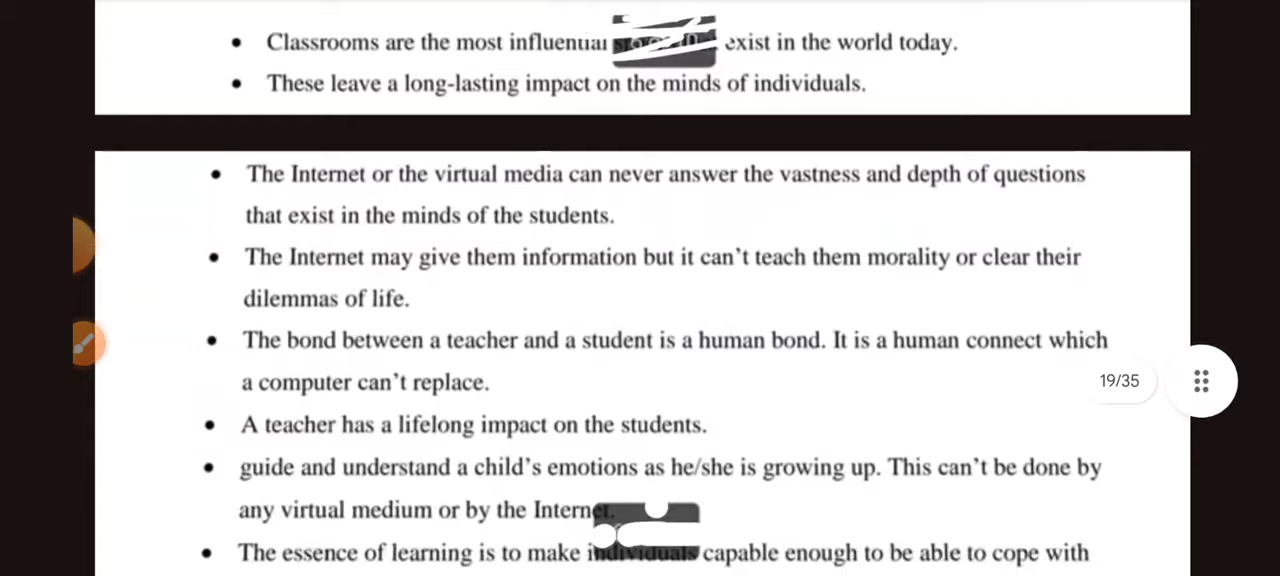 Classrooms are the most influential exist in the world today.
These leave a long-lasting impact on the minds of individuals.
The Internet or the virtual media can never answer the vastness and depth of questions
that exist in the minds of the students.
The Internet may give them information but it can't teach them morality or clear their
dilemmas of life.
The bond between a teacher and a student is a human bond. It is a human connect which
19/35
a computer can't replace.
A teacher has a lifelong impact on the students.
guide and understand a child's emotions as he/she is growing up. This can't be done by
any virtual medium or by the Internet.
The essence of learning is to make individuals capable enough to be able to cope with